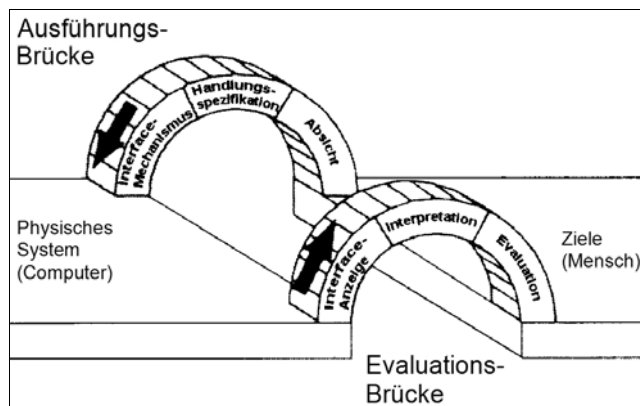 Ausführungs-
Brücke
Handlungs-
spezifikation
Interface-
Mechanismus
Absicht
Physisches
System
(Computer)
Interface-
Anzeige
Interpretation
Evaluation
Ziele
(Mensch)
Evaluations-
Brücke